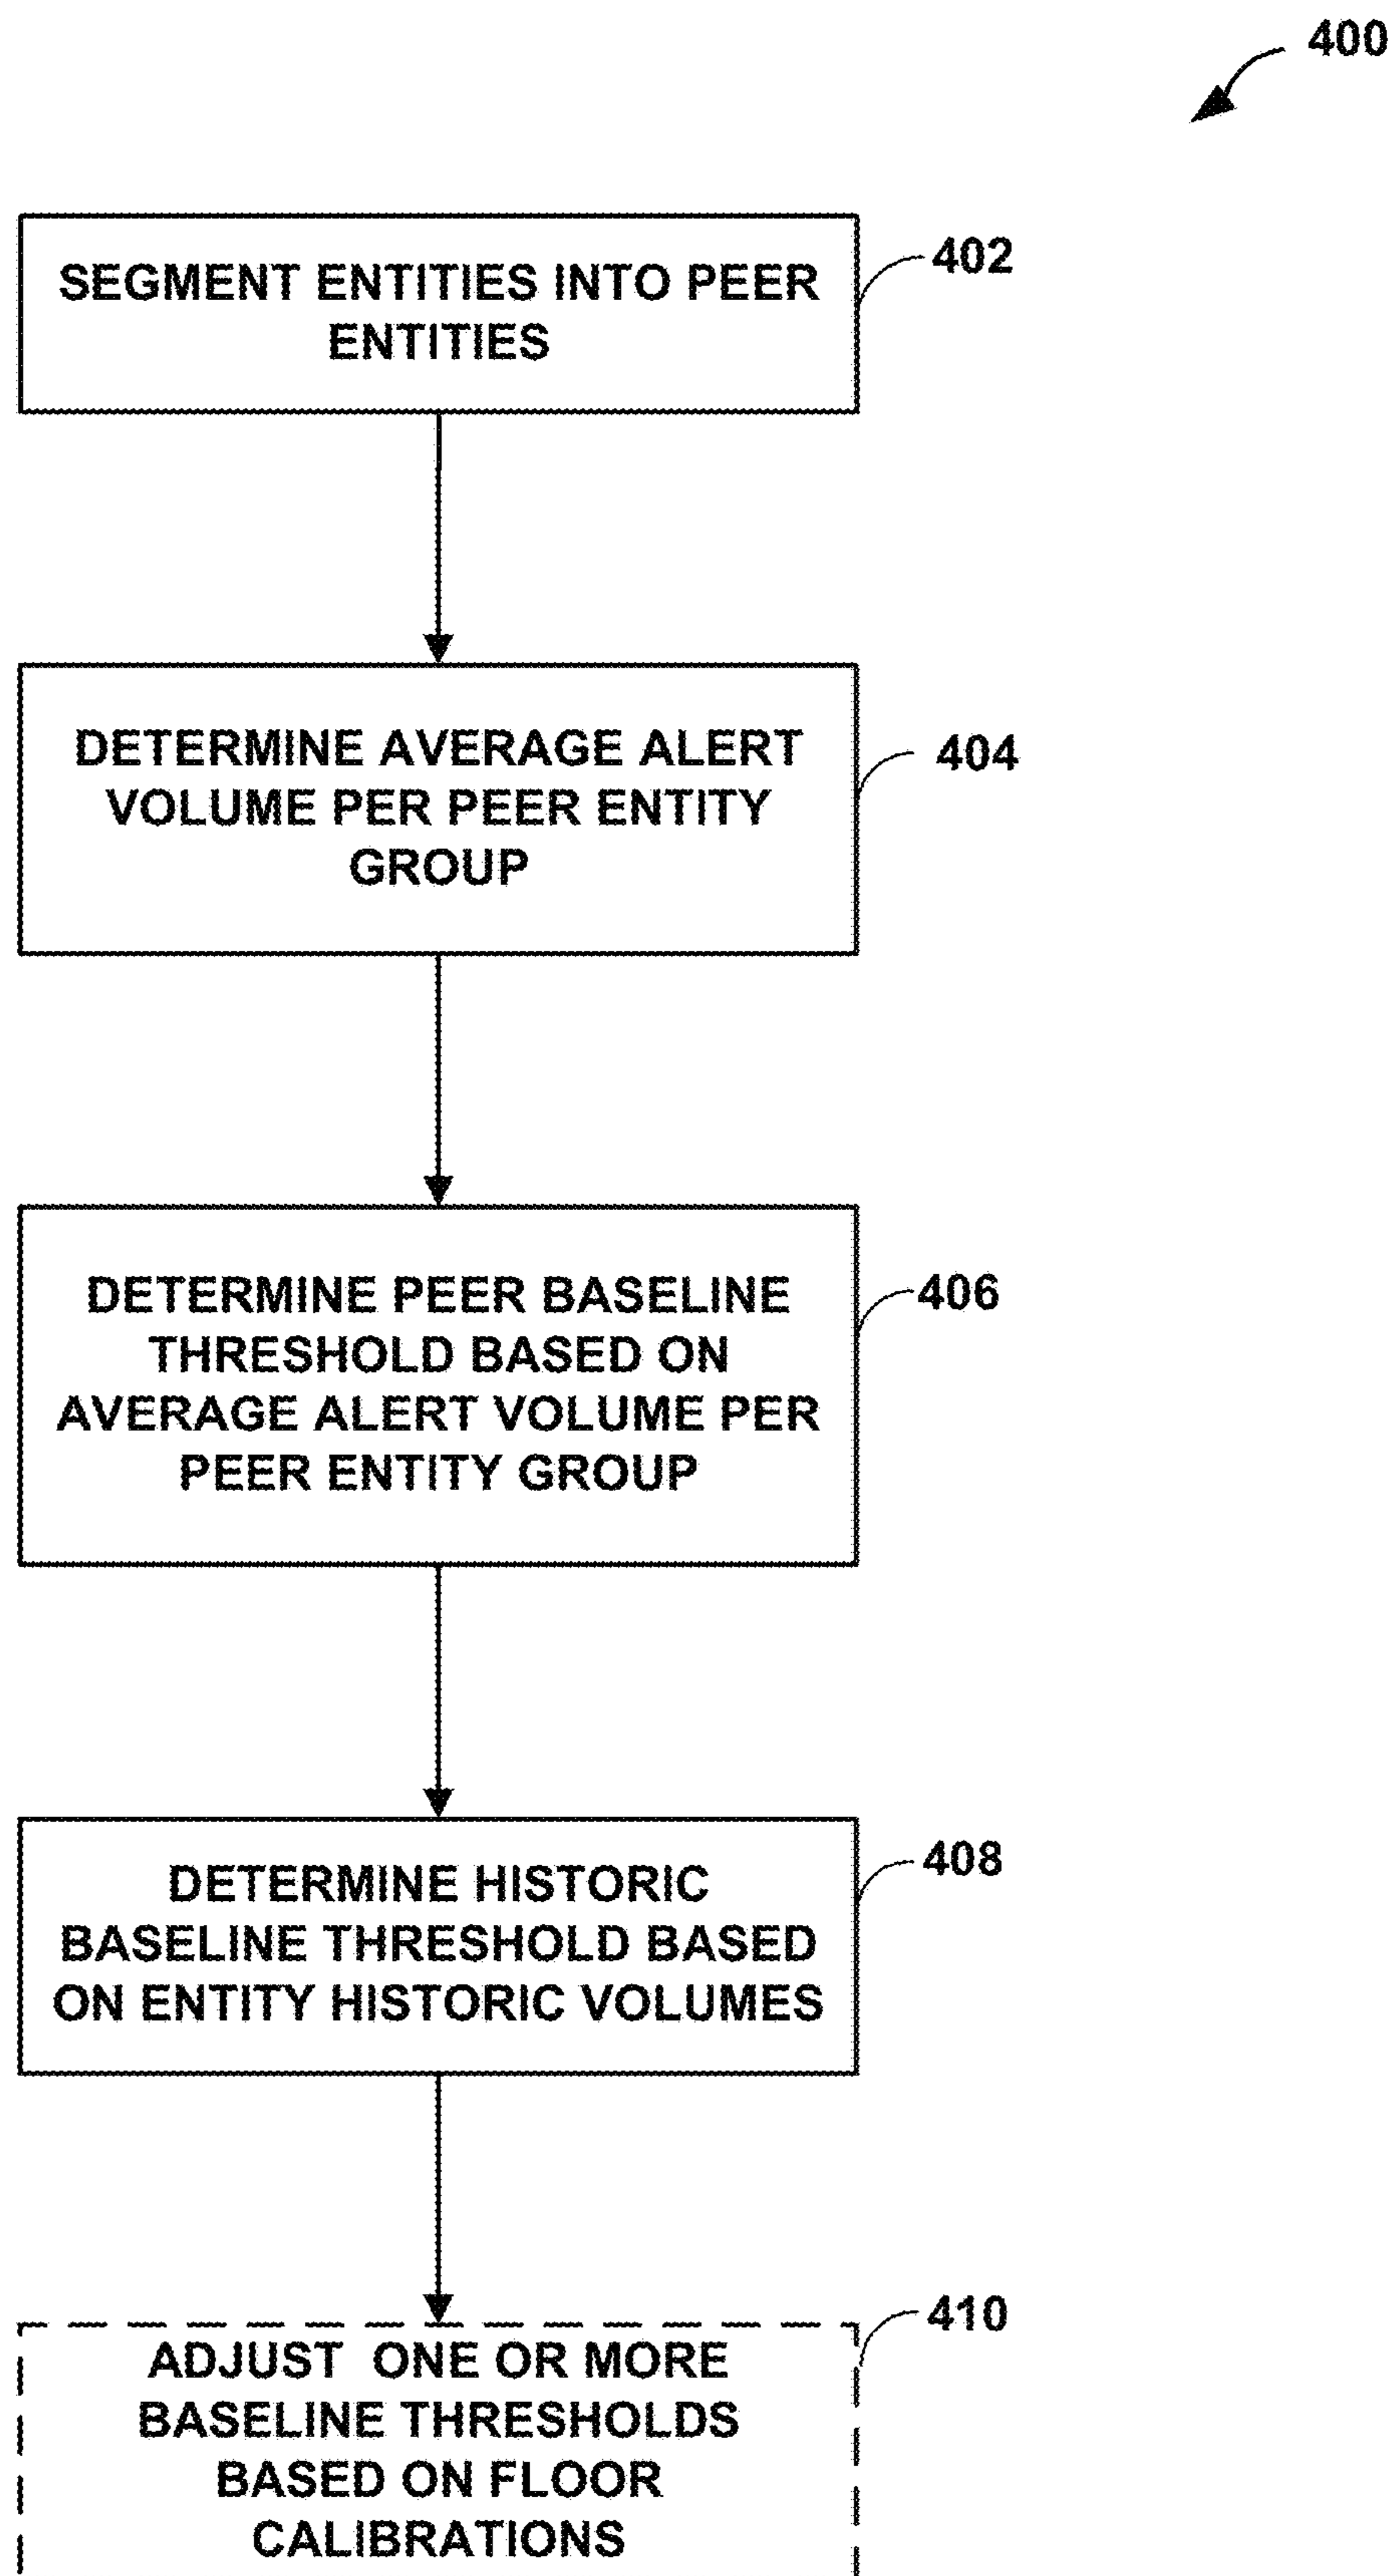 400
SEGMENT ENTITIES INTO PEER
ENTITIES
402
DETERMINE AVERAGE ALERT
VOLUME PER PEER ENTITY
GROUP
404
DETERMINE PEER BASELINE
THRESHOLD BASED ON
AVERAGE ALERT VOLUME PER
PEER ENTITY GROUP
406
DETERMINE HISTORIC
BASELINE THRESHOLD BASED
ON ENTITY HISTORIC VOLUMES
408
ADJUST ONE OR MORE
BASELINE THRESHOLDS
BASED ON FLOOR
CALIBRATIONS
410